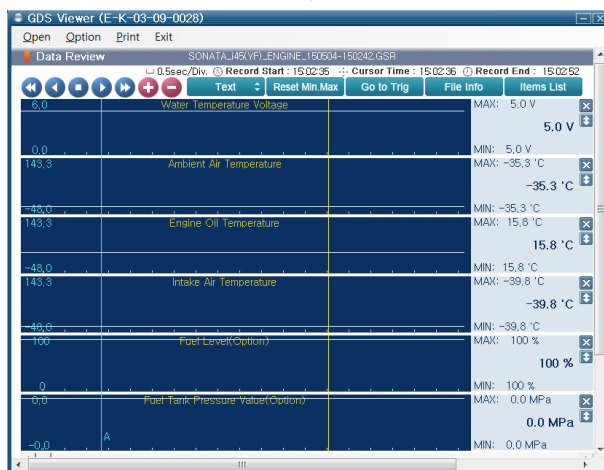 GDS Viewer (E-K-03-09-0028)
Open Option Print Exit
Data Review SONATA_i45(YF)_ENGINE_150504-150242.GSR
0.5sec/Div. Record Start : 15:02:35 Cursor Time : 15:02:36 Record End : 15:02:52
Text Reset Min.Max Go to Trig File Info Items List
6.0 Water Temperature Voltage MAX: 5.0 V
5.0 V
0.0 MIN: 5.0 V
143.3 Ambient Air Temperature MAX: -35.3 °C
-35.3 °C
-48.0 MIN: -35.3 °C
143.3 Engine Oil Temperature MAX: 15.8 °C
15.8 °C
-48.0 MIN: 15.8 °C
143.3 Intake Air Temperature MAX: -39.8 °C
-39.8 °C
-40.0 MIN: -39.8 °C
100 Fuel Level(Option) MAX: 100 %
100 %
0 MIN: 100 %
0.0 Fuel Tank Pressure Value(Option) MAX: 0.0 MPa
0.0 MPa
A
-0.0 MIN: 0.0 MPa